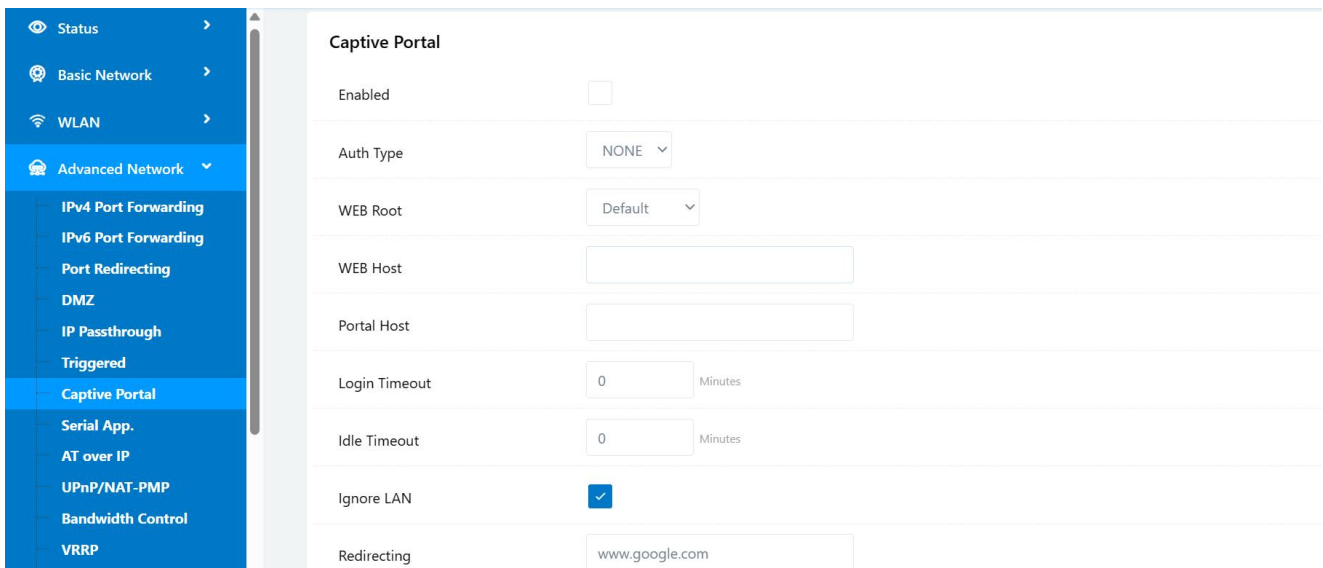 Status
Basic Network
WLAN
Advanced Network
IPv4 Port Forwarding
IPv6 Port Forwarding
Port Redirecting
DMZ
IP Passthrough
Triggered
Captive Portal
Serial App.
AT over IP
UPnP/NAT-PMP
Bandwidth Control
VRRP
Captive Portal
Enabled
Auth Type NONE
WEB Root Default
WEB Host
Portal Host
Login Timeout 0 Minutes
Idle Timeout 0 Minutes
Ignore LAN
Redirecting www.google.com